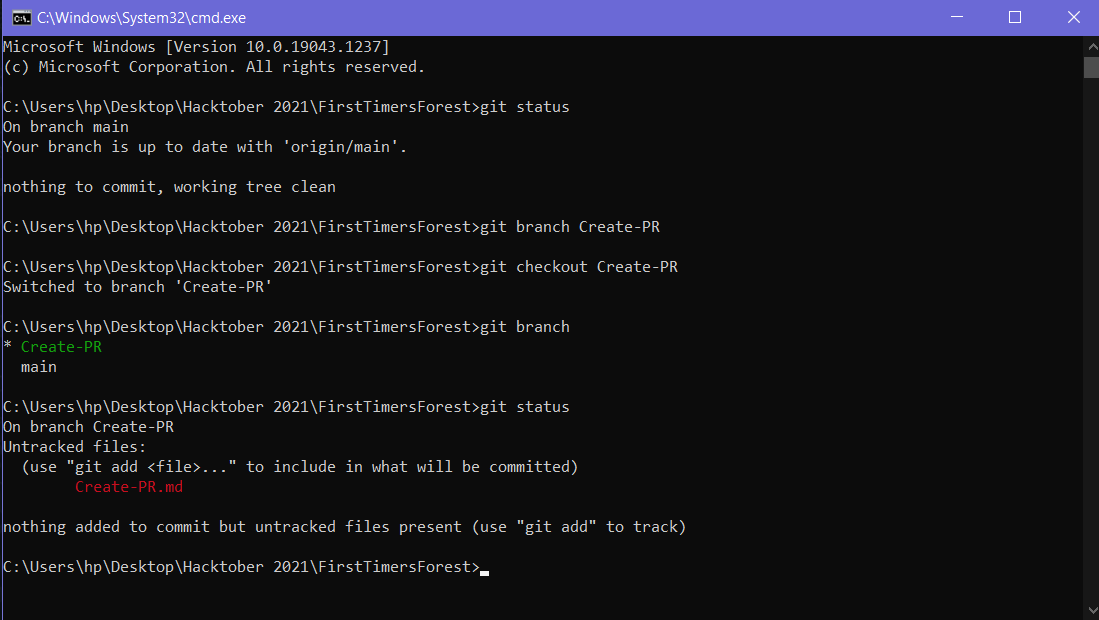 C:\Windows\System32\cmd.exe
Microsoft Windows [Version 10.0.19043.1237]
(c) Microsoft Corporation. All rights reserved.
C:\Users\hp\Desktop\Hacktober 2021\FirstTimersForest>git status
On branch main
Your branch is up to date with 'origin/main'.
nothing to commit, working tree clean
C:\Users\hp\Desktop\Hacktober 2021\FirstTimersForest>git branch Create-PR
C:\Users\hp\Desktop\Hacktober 2021\FirstTimersForest>git checkout Create-PR
Switched to branch 'Create-PR'
C:\Users\hp\Desktop\Hacktober 2021\FirstTimersForest>git branch
* Create-PR
  main
C:\Users\hp\Desktop\Hacktober 2021\FirstTimersForest>git status
On branch Create-PR
Untracked files:
  (use "git add <file>..." to include in what will be committed)
        Create-PR.md
nothing added to commit but untracked files present (use "git add" to track)
C:\Users\hp\Desktop\Hacktober 2021\FirstTimersForest>